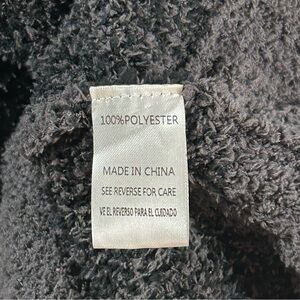 100%POLYESTER
MADE IN CHINA
SEE REVERSE FOR CARE
VE EL REVERSO PARA EL CUIDADO